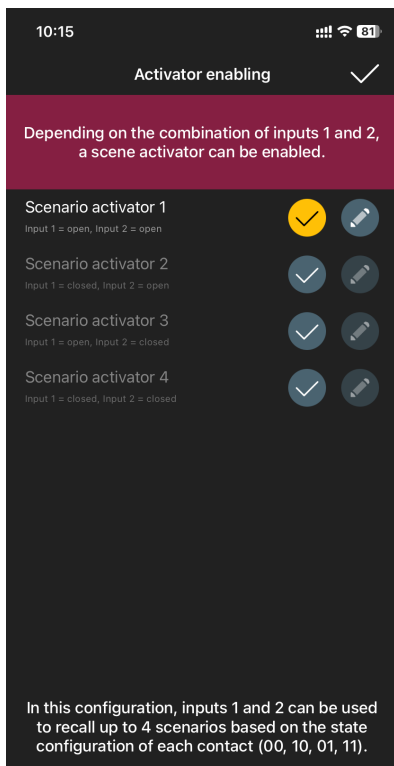 10:15
81
Activator enabling
Depending on the combination of inputs 1 and 2,
a scene activator can be enabled.
Scenario activator 1
Input 1 = open, Input 2 = open
Scenario activator 2
Input 1 = closed, Input 2 = open
Scenario activator 3
Input 1 = open, Input 2 = closed
Scenario activator 4
Input 1 = closed, Input 2 = closed
In this configuration, inputs 1 and 2 can be used
to recall up to 4 scenarios based on the state
configuration of each contact (00, 10, 01, 11).